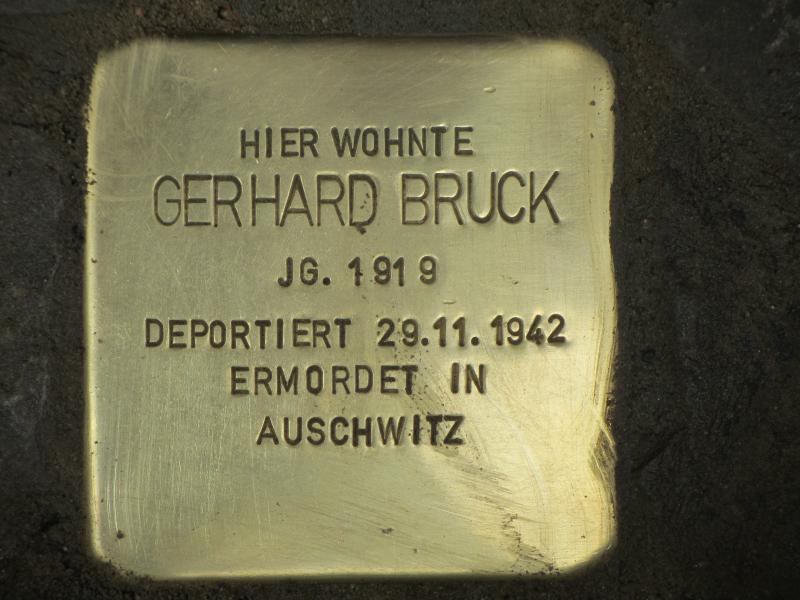 HIER WOHNTE
GERHARD BRUCK
JG. 1919
DEPORTIERT 29.11.1942
ERMORDET IN
AUSCHWITZ